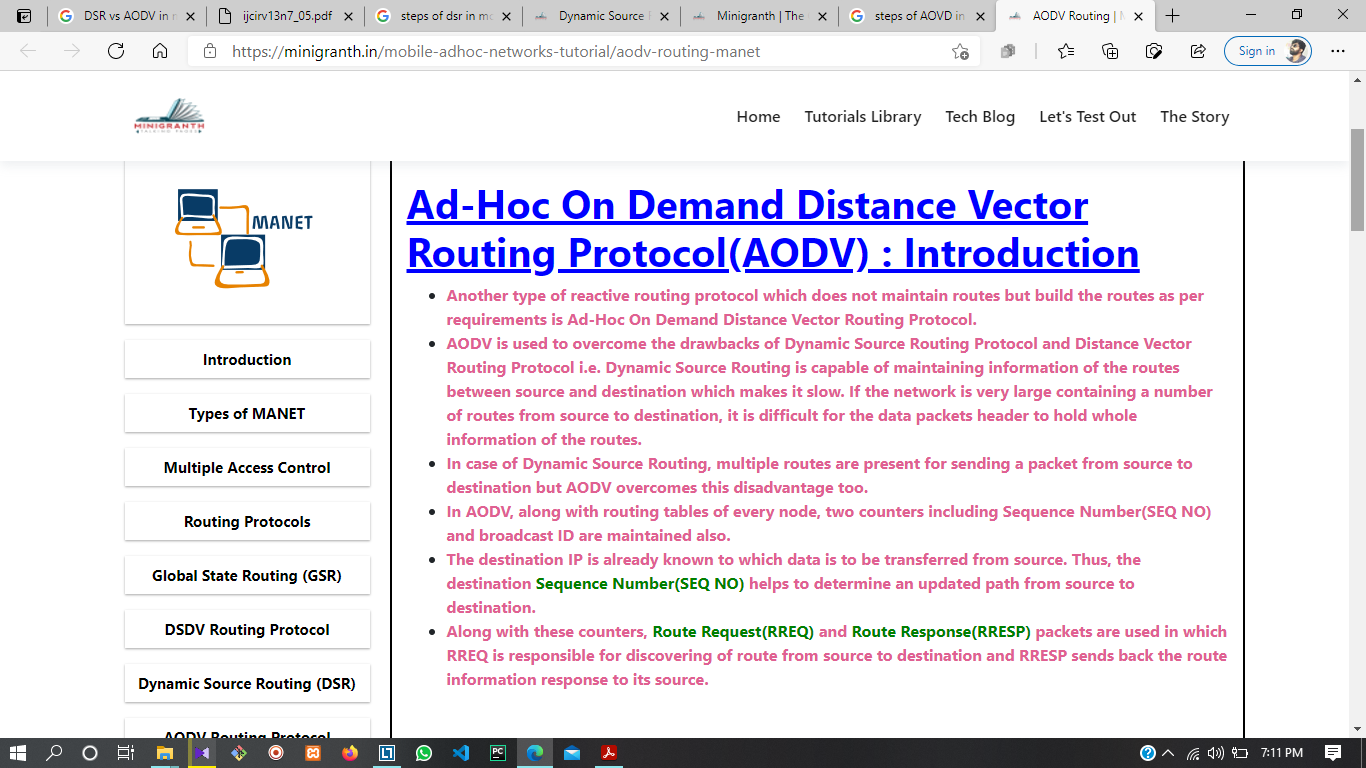 DSR vs AODV in m
ijcirv13n7_05.pdf
steps of dsr in mo
Dynamic Source R
Minigranth | The
steps of AOVD in
AODV Routing | M
https://minigranth.in/mobile-adhoc-networks-tutorial/aodv-routing-manet
Sign in
MINIGRANTH
Home
Tutorials Library
Tech Blog
Let's Test Out
The Story
MANET
Introduction
Types of MANET
Multiple Access Control
Routing Protocols
Global State Routing (GSR)
DSDV Routing Protocol
Dynamic Source Routing (DSR)
AODV Routing Protocol
Ad-Hoc On Demand Distance Vector
Routing Protocol(AODV) : Introduction
Another type of reactive routing protocol which does not maintain routes but build the routes as per
requirements is Ad-Hoc On Demand Distance Vector Routing Protocol.
AODV is used to overcome the drawbacks of Dynamic Source Routing Protocol and Distance Vector
Routing Protocol i.e. Dynamic Source Routing is capable of maintaining information of the routes
between source and destination which makes it slow. If the network is very large containing a number
of routes from source to destination, it is difficult for the data packets header to hold whole
information of the routes.
In case of Dynamic Source Routing, multiple routes are present for sending a packet from source to
destination but AODV overcomes this disadvantage too.
In AODV, along with routing tables of every node, two counters including Sequence Number(SEQ NO)
and broadcast ID are maintained also.
The destination IP is already known to which data is to be transferred from source. Thus, the
destination Sequence Number(SEQ NO) helps to determine an updated path from source to
destination.
Along with these counters, Route Request(RREQ) and Route Response(RRESP) packets are used in which
RREQ is responsible for discovering of route from source to destination and RRESP sends back the route
information response to its source.
PC
7:11 PM